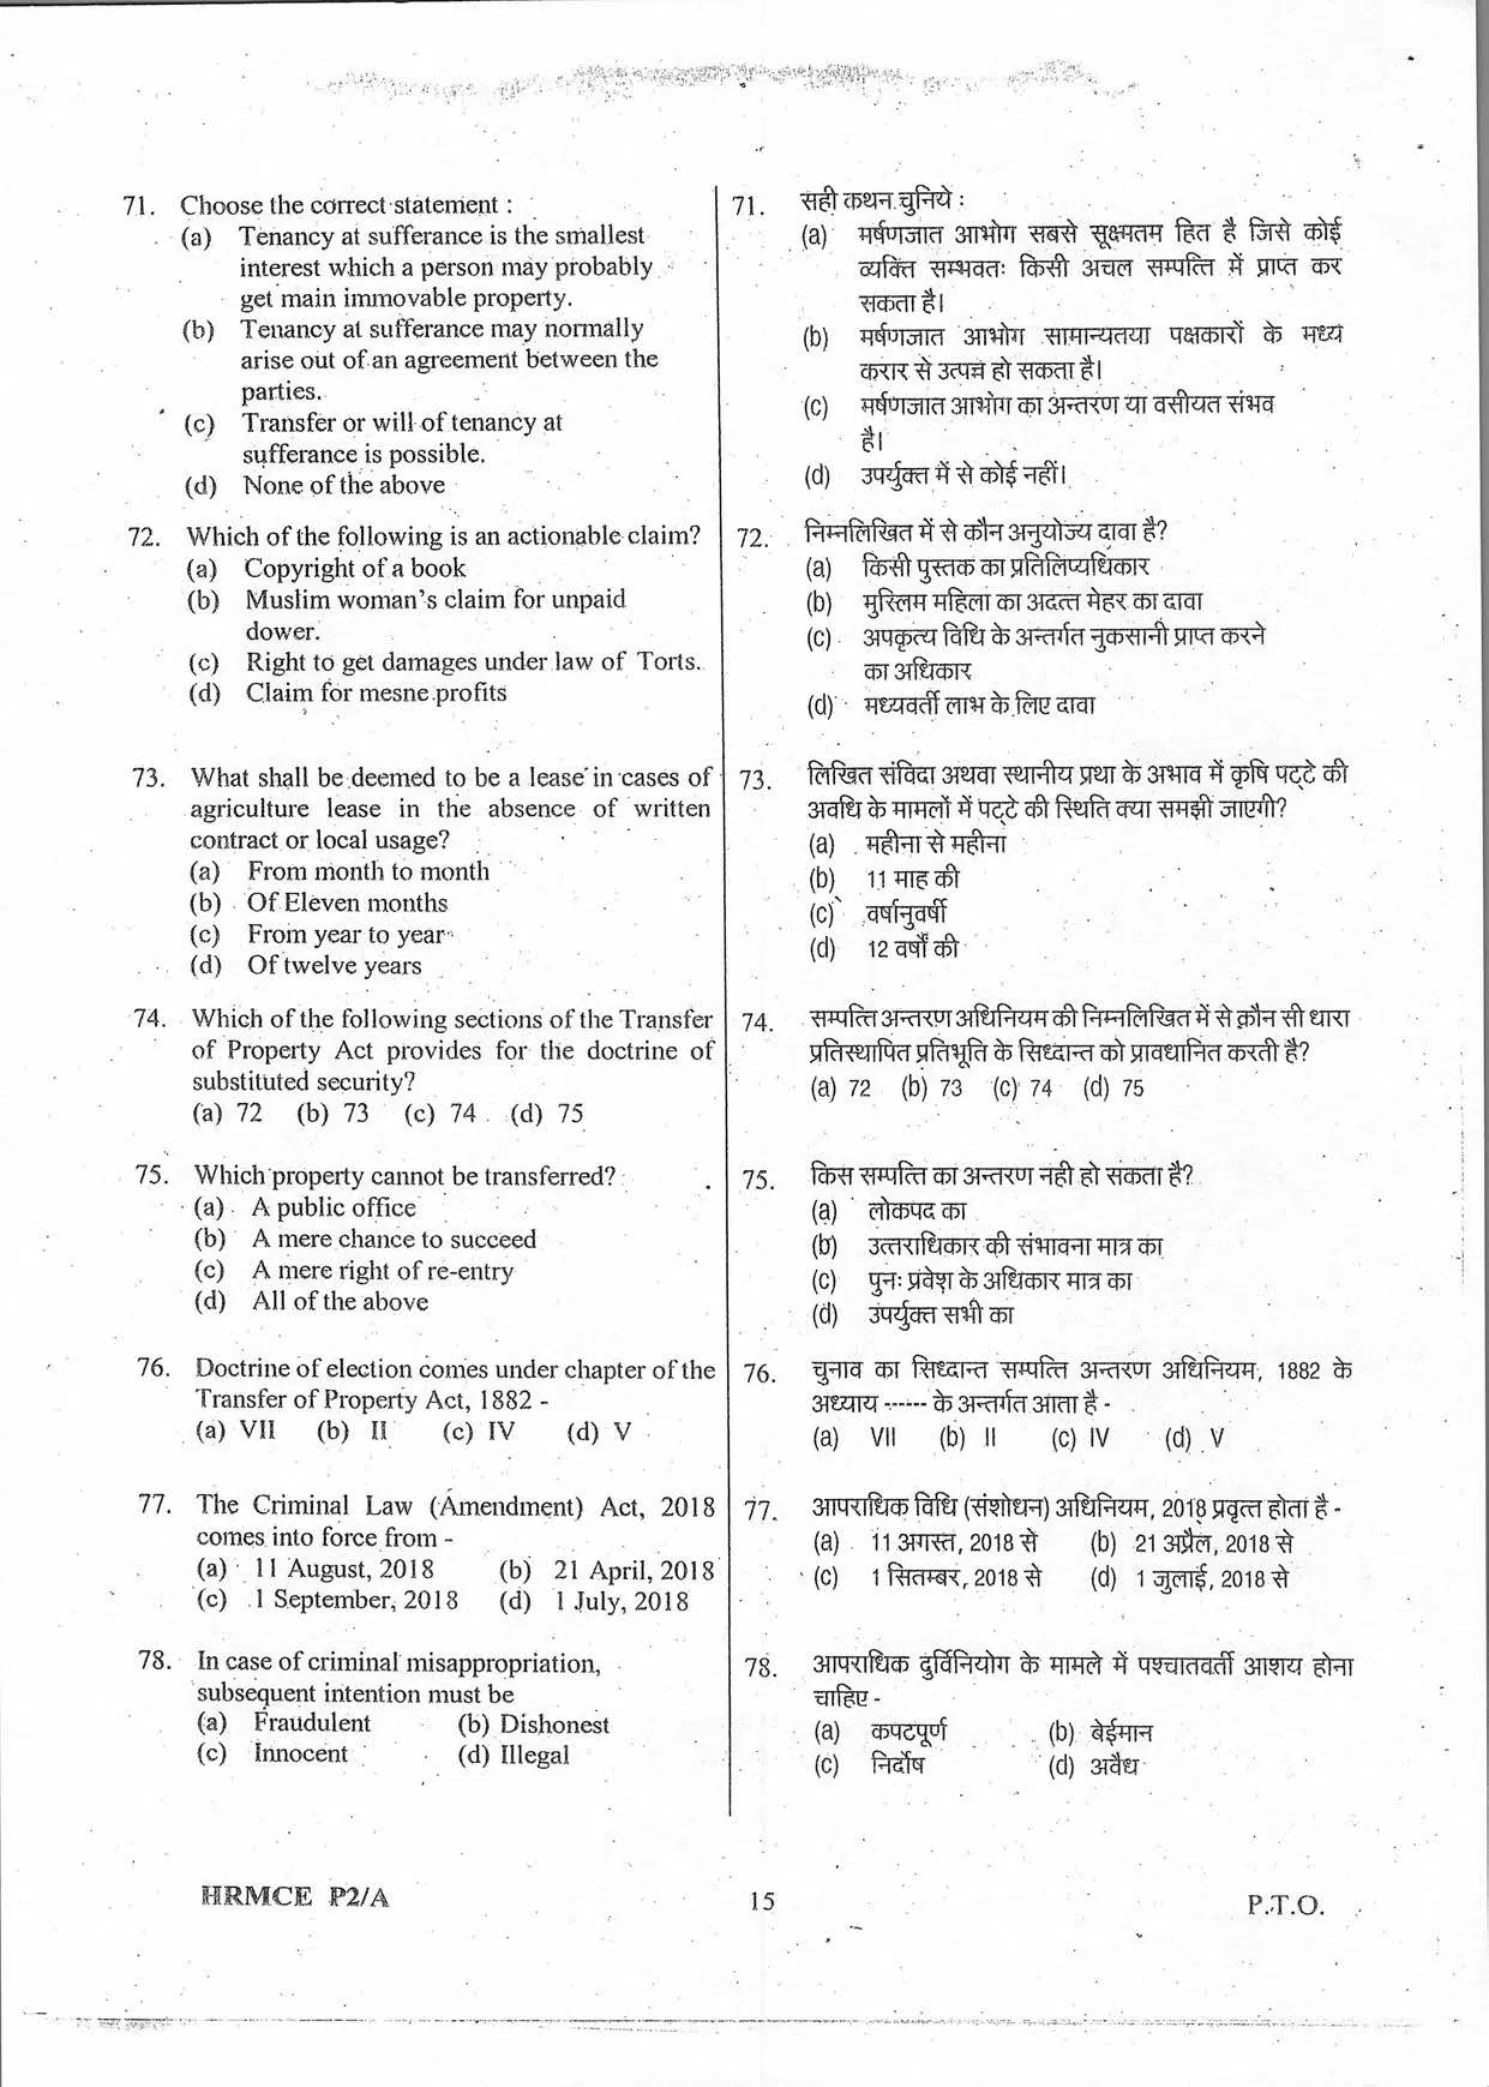 71. Choose the correct statement :
(a) Tenancy at sufferance is the smallest
interest which a person may probably
get main immovable property.
(b) Tenancy at sufferance may normally
arise out of an agreement between the
parties.
(c) Transfer or will of tenancy at
sufferance is possible.
(d) None of the above
72. Which of the following is an actionable claim?
(a) Copyright of a book
(b) Muslim woman's claim for unpaid
dower.
(c) Right to get damages under law of Torts.
(d) Claim for mesne profits
73. What shall be deemed to be a lease in cases of
agriculture lease in the absence of written
contract or local usage?
(a) From month to month
(b) Of Eleven months
(c) From year to year
(d) Of twelve years
74. Which of the following sections of the Transfer
of Property Act provides for the doctrine of
substituted security?
(a) 72 (b) 73 (c) 74 (d) 75
75. Which property cannot be transferred?
(a) A public office
(b) A mere chance to succeed
(c) A mere right of re-entry
(d) All of the above
76. Doctrine of election comes under chapter of the
Transfer of Property Act, 1882 -
(a) VII (b) II (c) IV (d) V
77. The Criminal Law (Amendment) Act, 2018
comes into force from -
(a) 11 August, 2018 (b) 21 April, 2018
(c) 1 September, 2018 (d) 1 July, 2018
78. In case of criminal misappropriation,
subsequent intention must be
(a) Fraudulent (b) Dishonest
(c) Innocent (d) Illegal
71. सही कथन चुनिये :
(a) मर्षणजात आभोग सबसे सूक्ष्मतम हित है जिसे कोई
व्यक्ति सम्भवतः किसी अचल सम्पत्ति में प्राप्त कर
सकता है।
(b) मर्षणजात आभोग सामान्यतया पक्षकारों के मध्य
करार से उत्पन्न हो सकता है।
(c) मर्षणजात आभोग का अन्तरण या वसीयत संभव
है।
(d) उपर्युक्त में से कोई नहीं।
72. निम्नलिखित में से कौन अनुयोज्य दावा है?
(a) किसी पुस्तक का प्रतिलिप्यधिकार
(b) मुस्लिम महिला का अदत्त मेहर का दावा
(c) अपकृत्य विधि के अन्तर्गत नुकसानी प्राप्त करने
का अधिकार
(d) मध्यवर्ती लाभ के लिए दावा
73. लिखित संविदा अथवा स्थानीय प्रथा के अभाव में कृषि पट्टे की
अवधि के मामलों में पट्टे की स्थिति क्या समझी जाएगी?
(a) महीना से महीना
(b) 11 माह की
(c) वर्षानुवर्षी
(d) 12 वर्षों की
74. सम्पत्ति अन्तरण अधिनियम की निम्नलिखित में से कौन सी धारा
प्रतिस्थापित प्रतिभूति के सिध्दान्त को प्रावधानित करती है?
(a) 72 (b) 73 (c) 74 (d) 75
75. किस सम्पत्ति का अन्तरण नही हो सकता है?
(a) लोकपद का
(b) उत्तराधिकार की संभावना मात्र का
(c) पुनः प्रवेश के अधिकार मात्र का
(d) उपर्युक्त सभी का
76. चुनाव का सिध्दान्त सम्पत्ति अन्तरण अधिनियम, 1882 के
अध्याय ------ के अन्तर्गत आता है -
(a) VII (b) II (c) IV (d) V
77. आपराधिक विधि (संशोधन) अधिनियम, 2018 प्रवृत्त होता है -
(a) 11 अगस्त, 2018 से (b) 21 अप्रैल, 2018 से
(c) 1 सितम्बर, 2018 से (d) 1 जुलाई, 2018 से
78. आपराधिक दुर्विनियोग के मामले में पश्चातवर्ती आशय होना
चाहिए -
(a) कपटपूर्ण (b) बेईमान
(c) निर्दोष (d) अवैध
HRMCE P2/A 15 P.T.O.